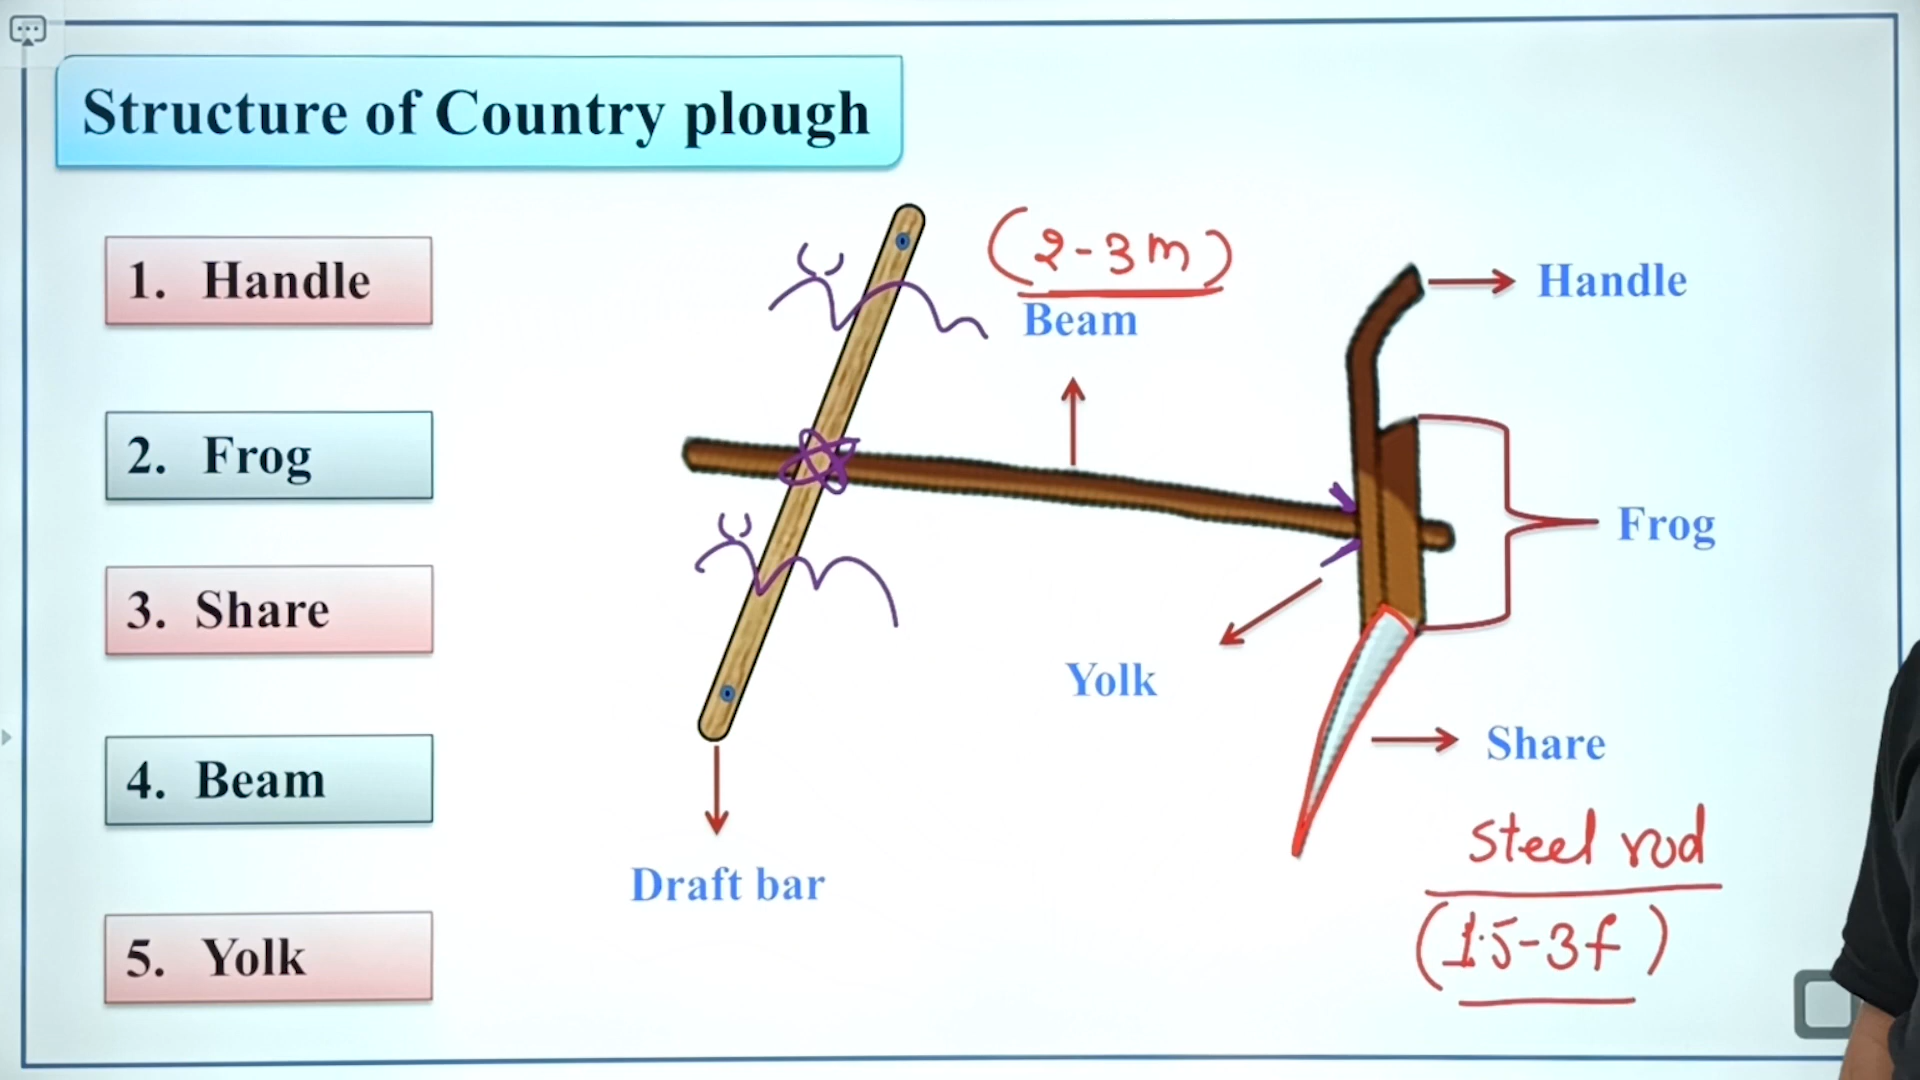 Structure of Country plough
1. Handle
2. Frog
3. Share
4. Beam
5. Yolk
(2-3m)
Beam
Handle
Frog
Yolk
Share
Draft bar
Steel rod
(1.5-3f)